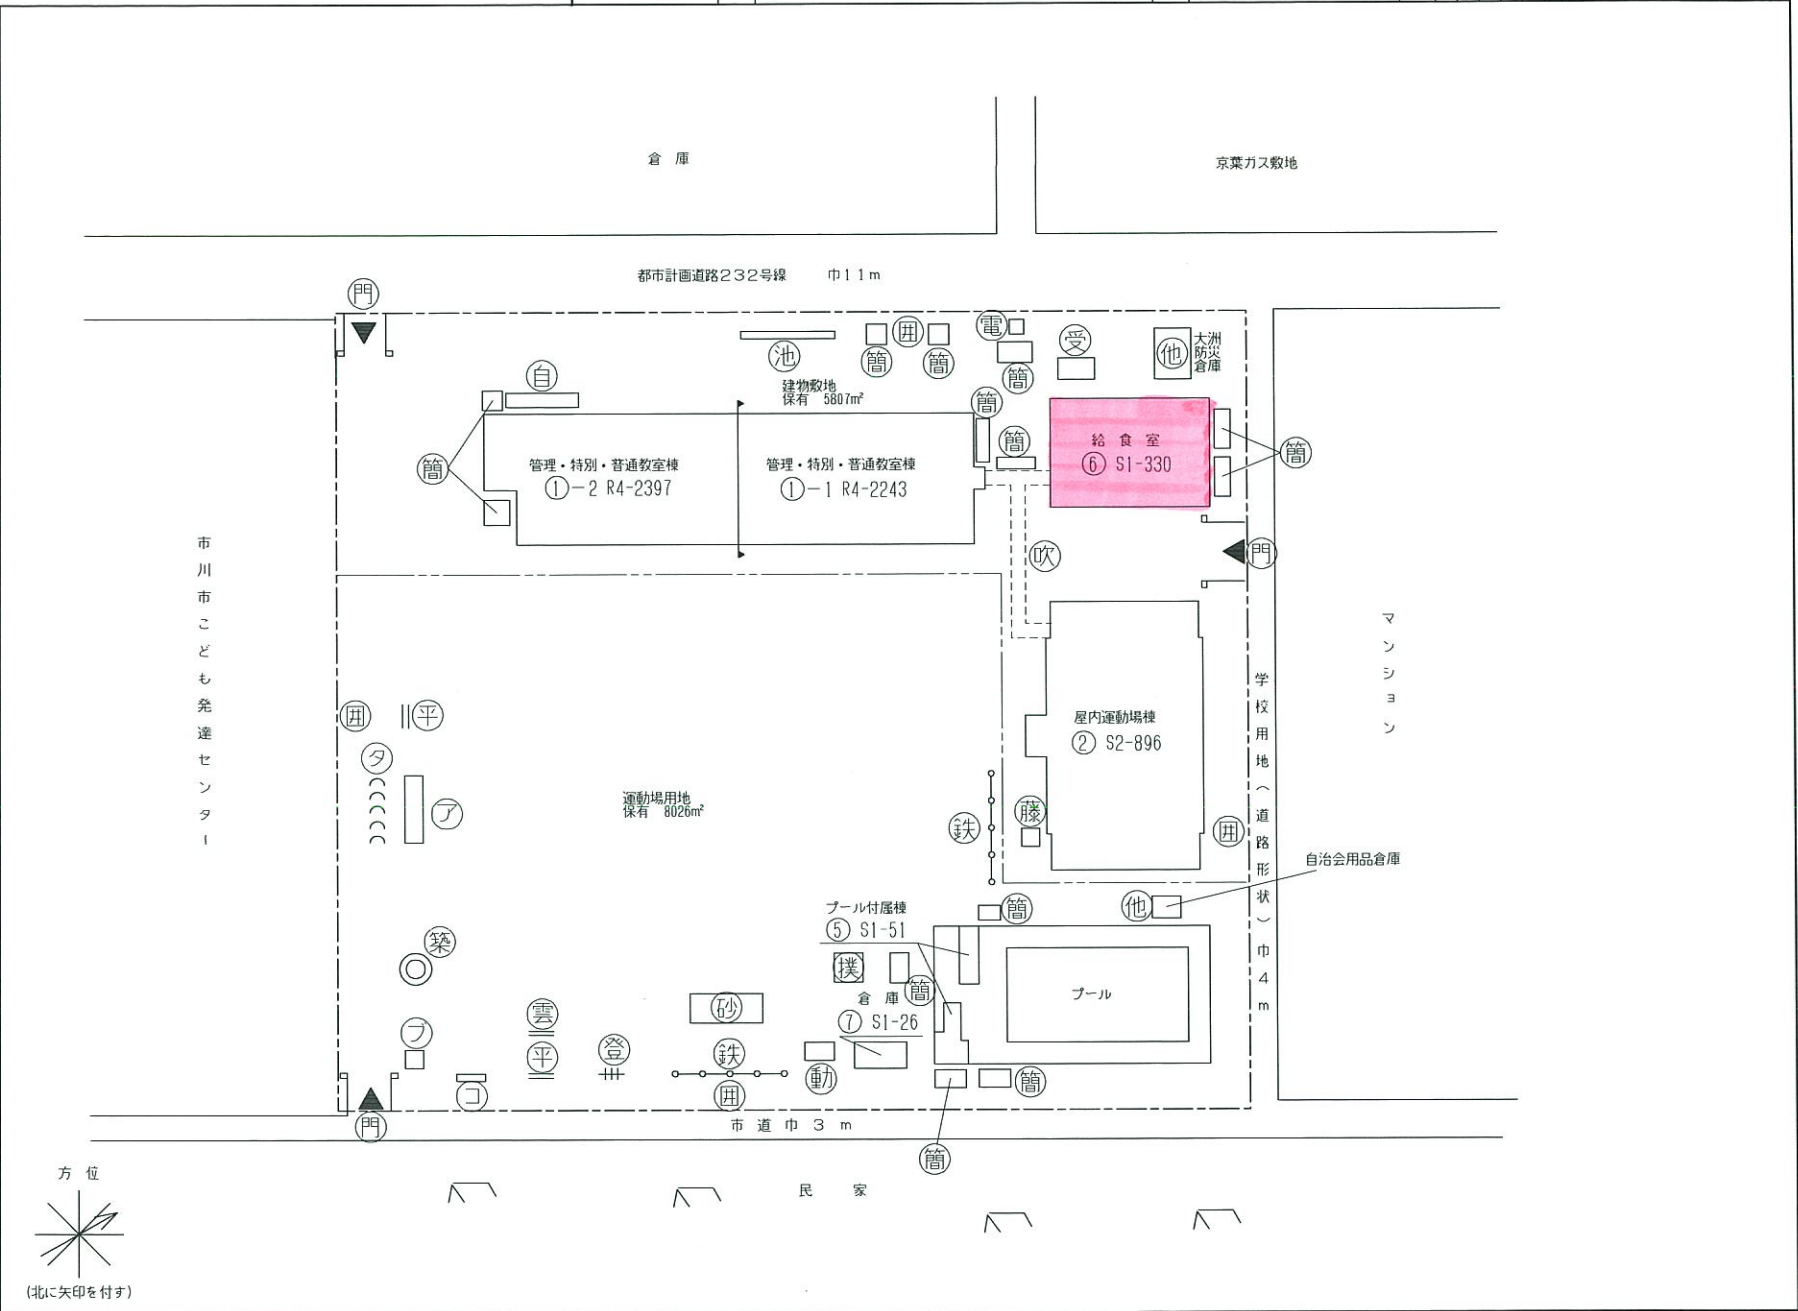 倉 庫
京葉ガス敷地
都市計画道路232号線 巾11m
門
池
簡
囲
簡
電
簡
受
他
大洲
防災
倉庫
自
建物敷地
保有 5807m²
簡
簡
簡
管理・特別・普通教室棟
①-2 R4-2397
管理・特別・普通教室棟
①-1 R4-2243
給 食 室
⑥ S1-330
簡
吹
門
市川市こども発達センター
マンション
学校用地(道路形状)巾4m
囲
平
タ
ア
運動場用地
保有 8026m²
屋内運動場棟
② S2-896
鉄
藤
囲
自治会用品倉庫
簡
他
プール付属棟
⑤ S1-51
築
撲
簡
倉 庫
⑦ S1-26
プール
砂
雲
平
登
ブ
コ
鉄
囲
動
簡
門
市道巾3m
簡
民 家
方 位
(北に矢印を付す)